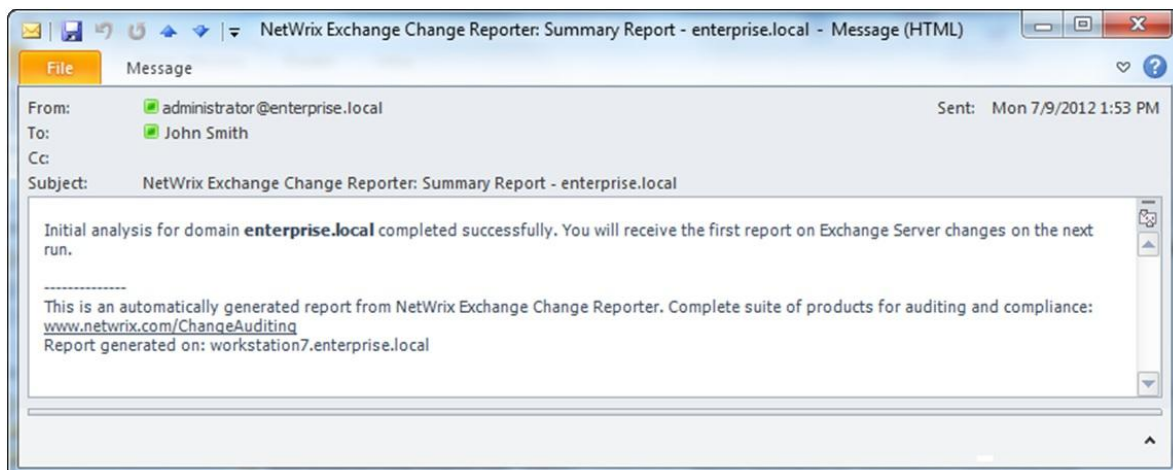 NetWrix Exchange Change Reporter: Summary Report - enterprise.local - Message (HTML)
File Message
From: administrator@enterprise.local Sent: Mon 7/9/2012 1:53 PM
To: John Smith
Cc:
Subject: NetWrix Exchange Change Reporter: Summary Report - enterprise.local
Initial analysis for domain enterprise.local completed successfully. You will receive the first report on Exchange Server changes on the next
run.
--------------
This is an automatically generated report from NetWrix Exchange Change Reporter. Complete suite of products for auditing and compliance:
www.netwrix.com/ChangeAuditing
Report generated on: workstation7.enterprise.local